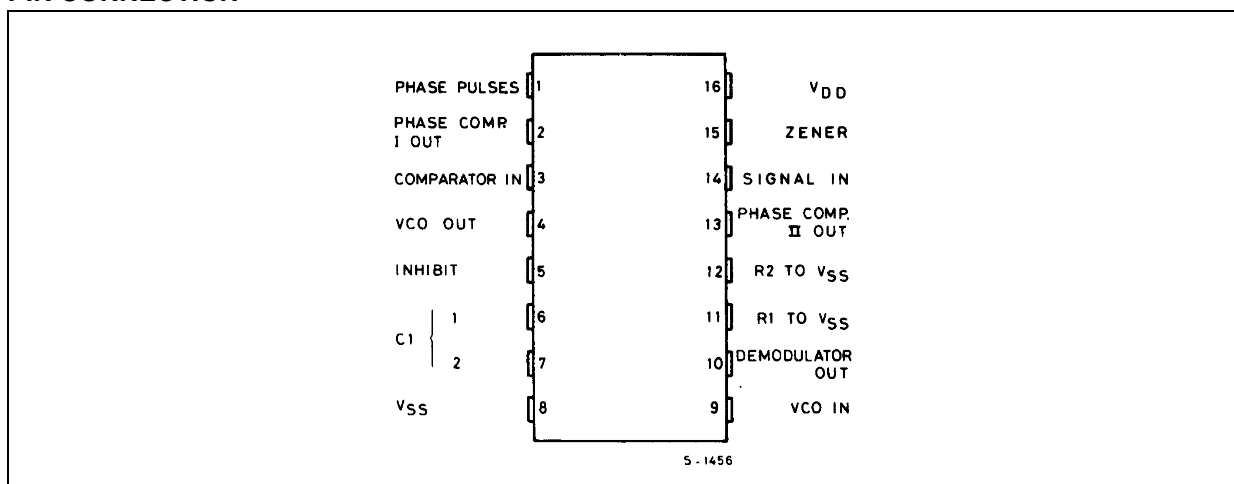 PHASE PULSES 1
PHASE COMP.
I OUT 2
COMPARATOR IN 3
VCO OUT 4
INHIBIT 5
C1 { 1 6
2 7
VSS 8
16 VDD
15 ZENER
14 SIGNAL IN
13 PHASE COMP.
II OUT
12 R2 TO VSS
11 R1 TO VSS
10 DEMODULATOR
OUT
9 VCO IN
S-1456